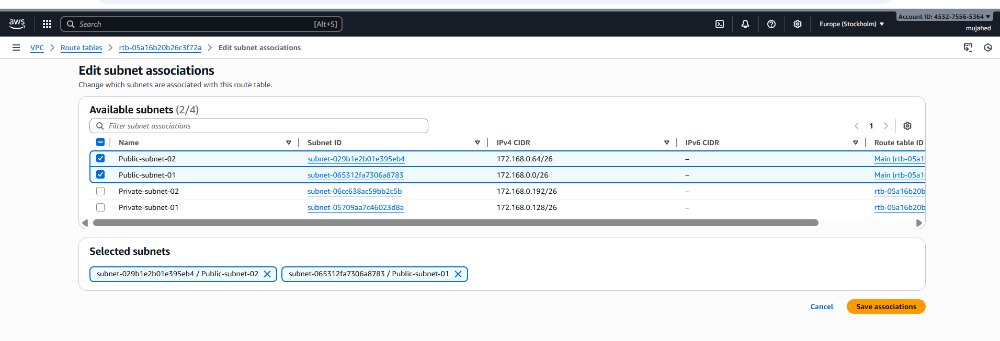 aws
Search [Alt+S]
Europe (Stockholm)
Account ID: 4532-7556-5364
mujahed
VPC
Route tables
rtb-05a16b20b26c3f72a
Edit subnet associations
Edit subnet associations
Change which subnets are associated with this route table.
Available subnets (2/4)
Filter subnet associations
1
Name Subnet ID IPv4 CIDR IPv6 CIDR Route table ID
Public-subnet-02 subnet-029b1e2b01e395eb4 172.168.0.64/26 – Main (rtb-05a1
Public-subnet-01 subnet-065312fa7306a8783 172.168.0.0/26 – Main (rtb-05a1
Private-subnet-02 subnet-06cc638ac59bb2c5b 172.168.0.192/26 – rtb-05a16b20b
Private-subnet-01 subnet-05709aa7c46023d8a 172.168.0.128/26 – rtb-05a16b20b
Selected subnets
subnet-029b1e2b01e395eb4 / Public-subnet-02
subnet-065312fa7306a8783 / Public-subnet-01
Cancel
Save associations